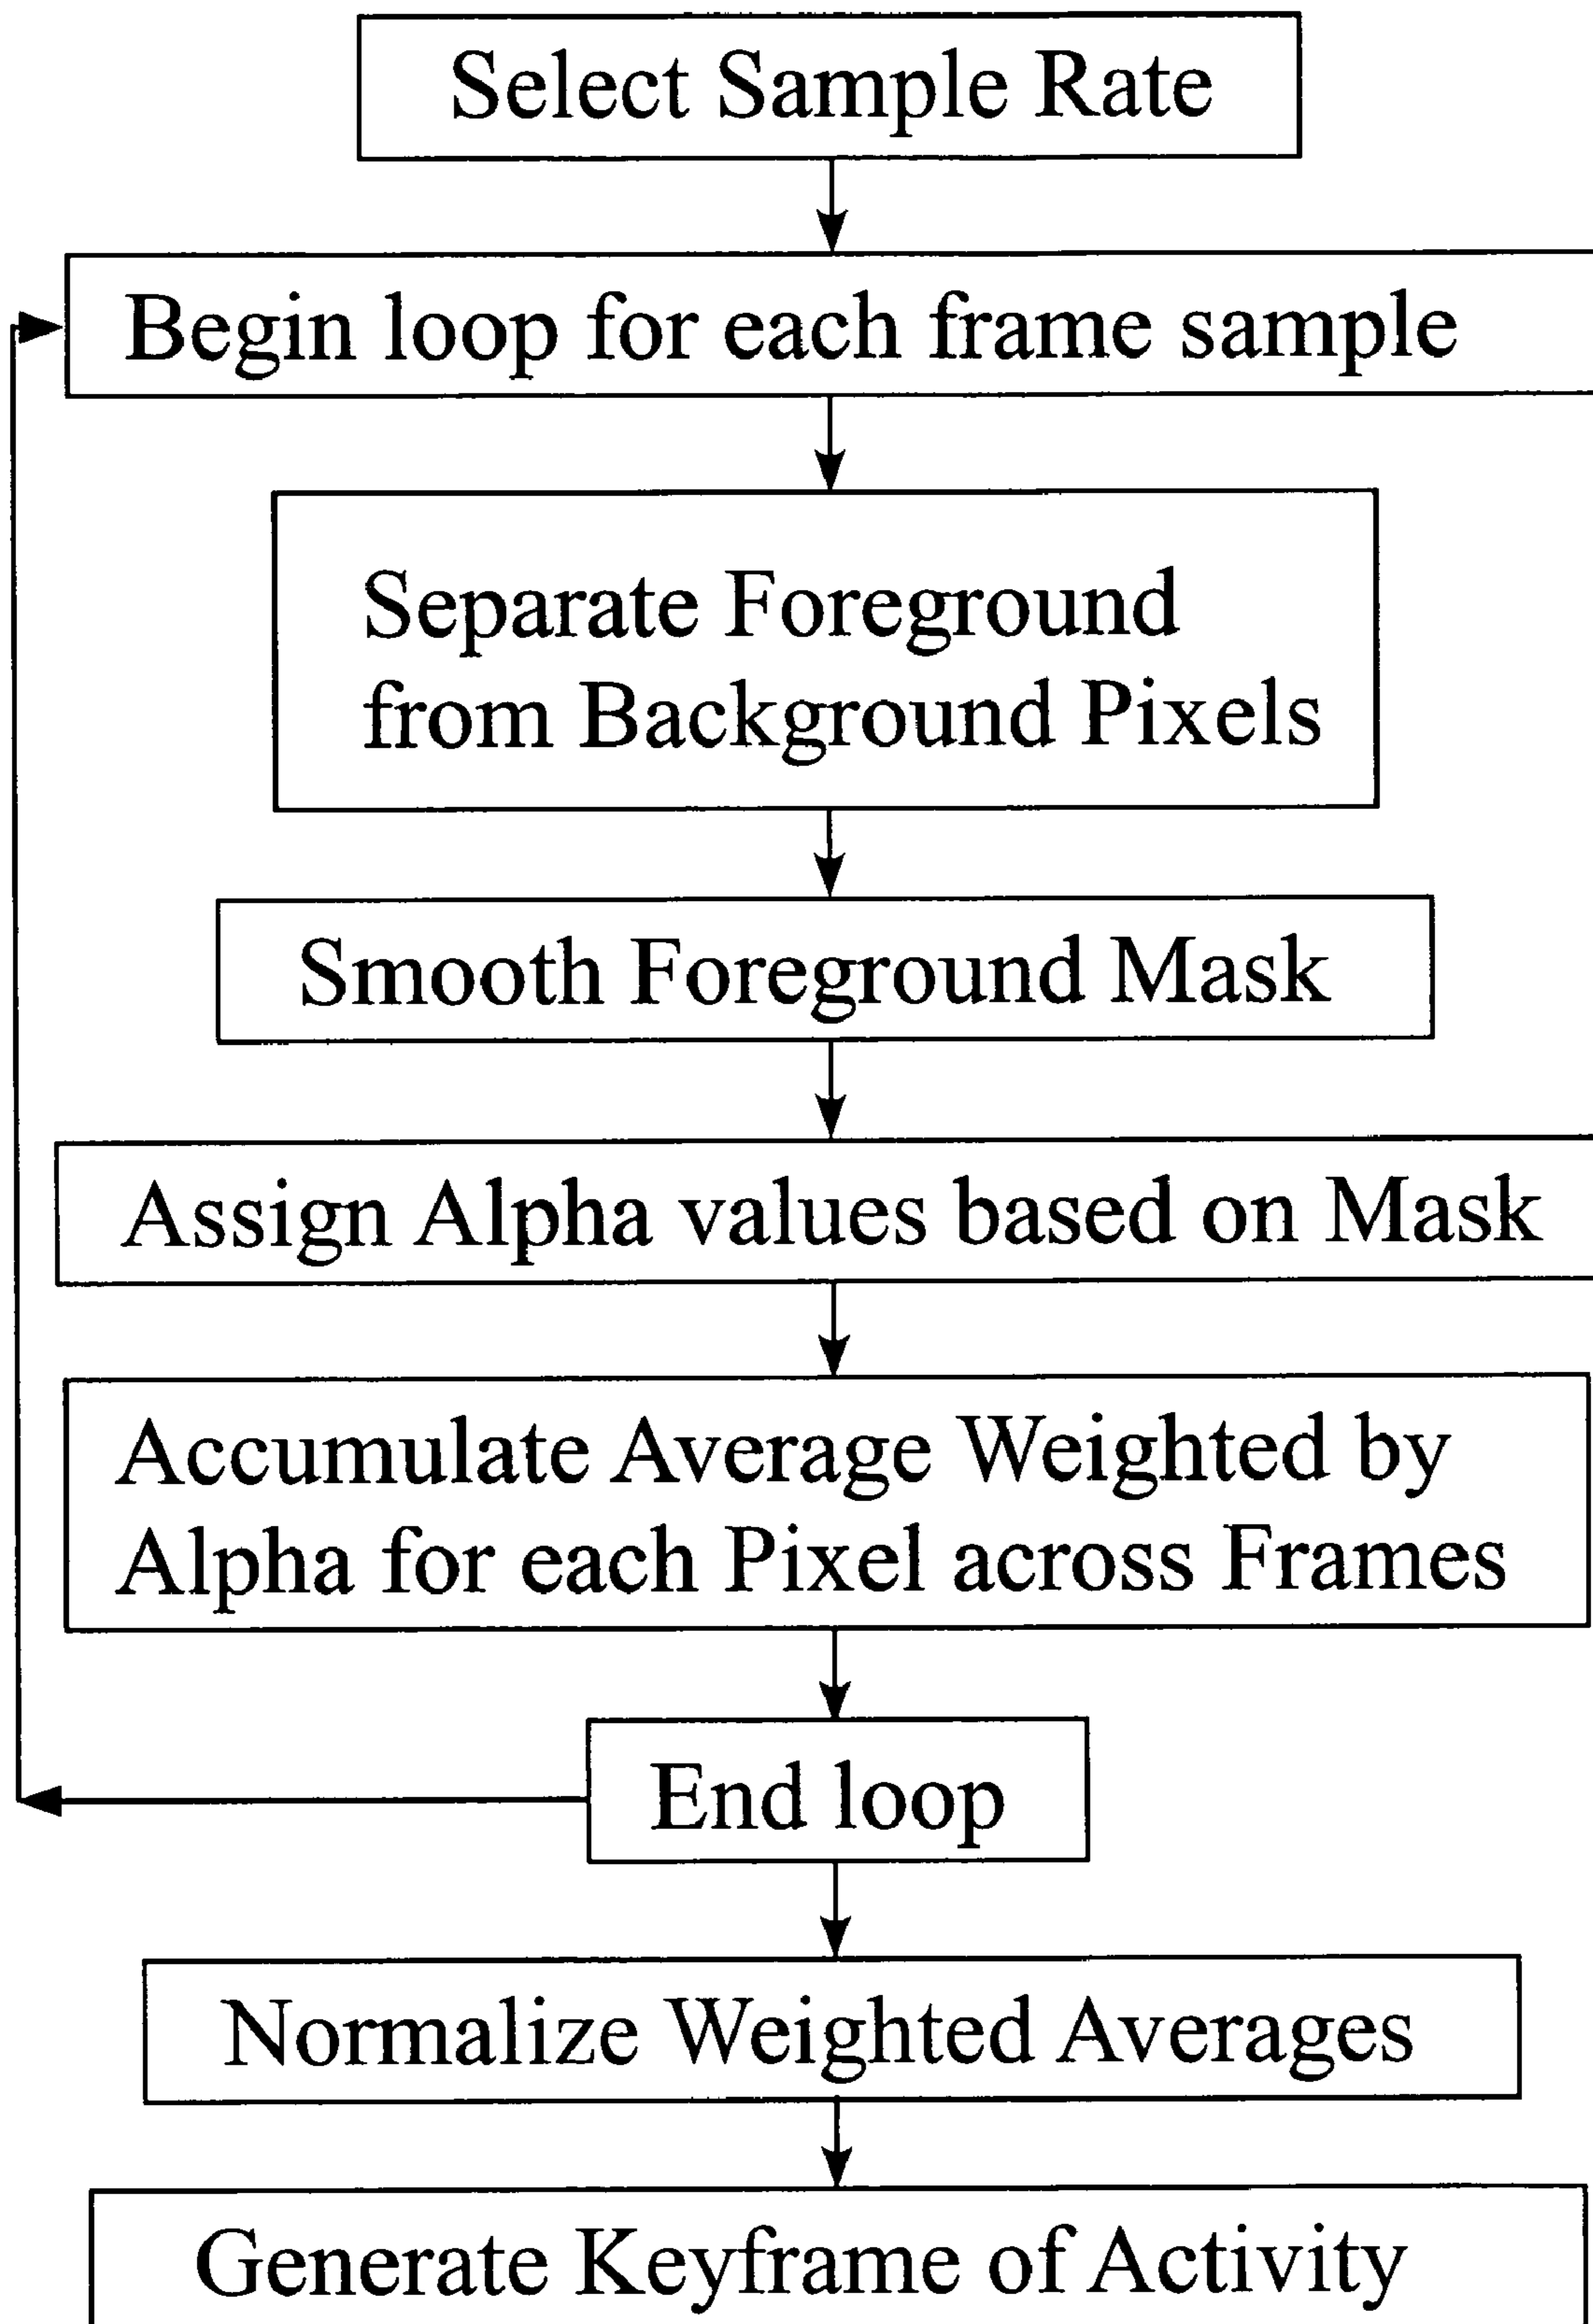 Select Sample Rate
Begin loop for each frame sample
Separate Foreground
from Background Pixels
Smooth Foreground Mask
Assign Alpha values based on Mask
Accumulate Average Weighted by
Alpha for each Pixel across Frames
End loop
Normalize Weighted Averages
Generate Keyframe of Activity